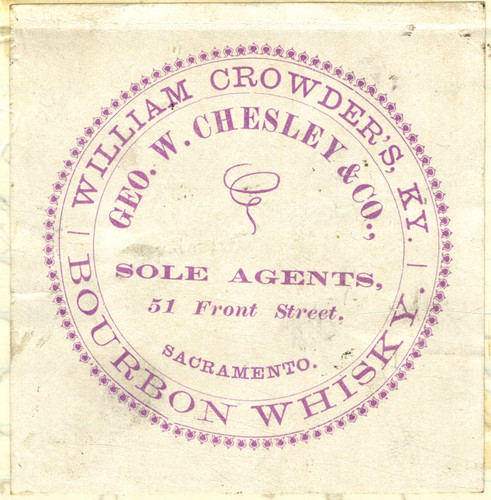 WILLIAM CROWDER'S, KY.
BOURBON WHISKY.
GEO. W. CHESLEY & CO.,
SOLE AGENTS,
51 Front Street.
SACRAMENTO.